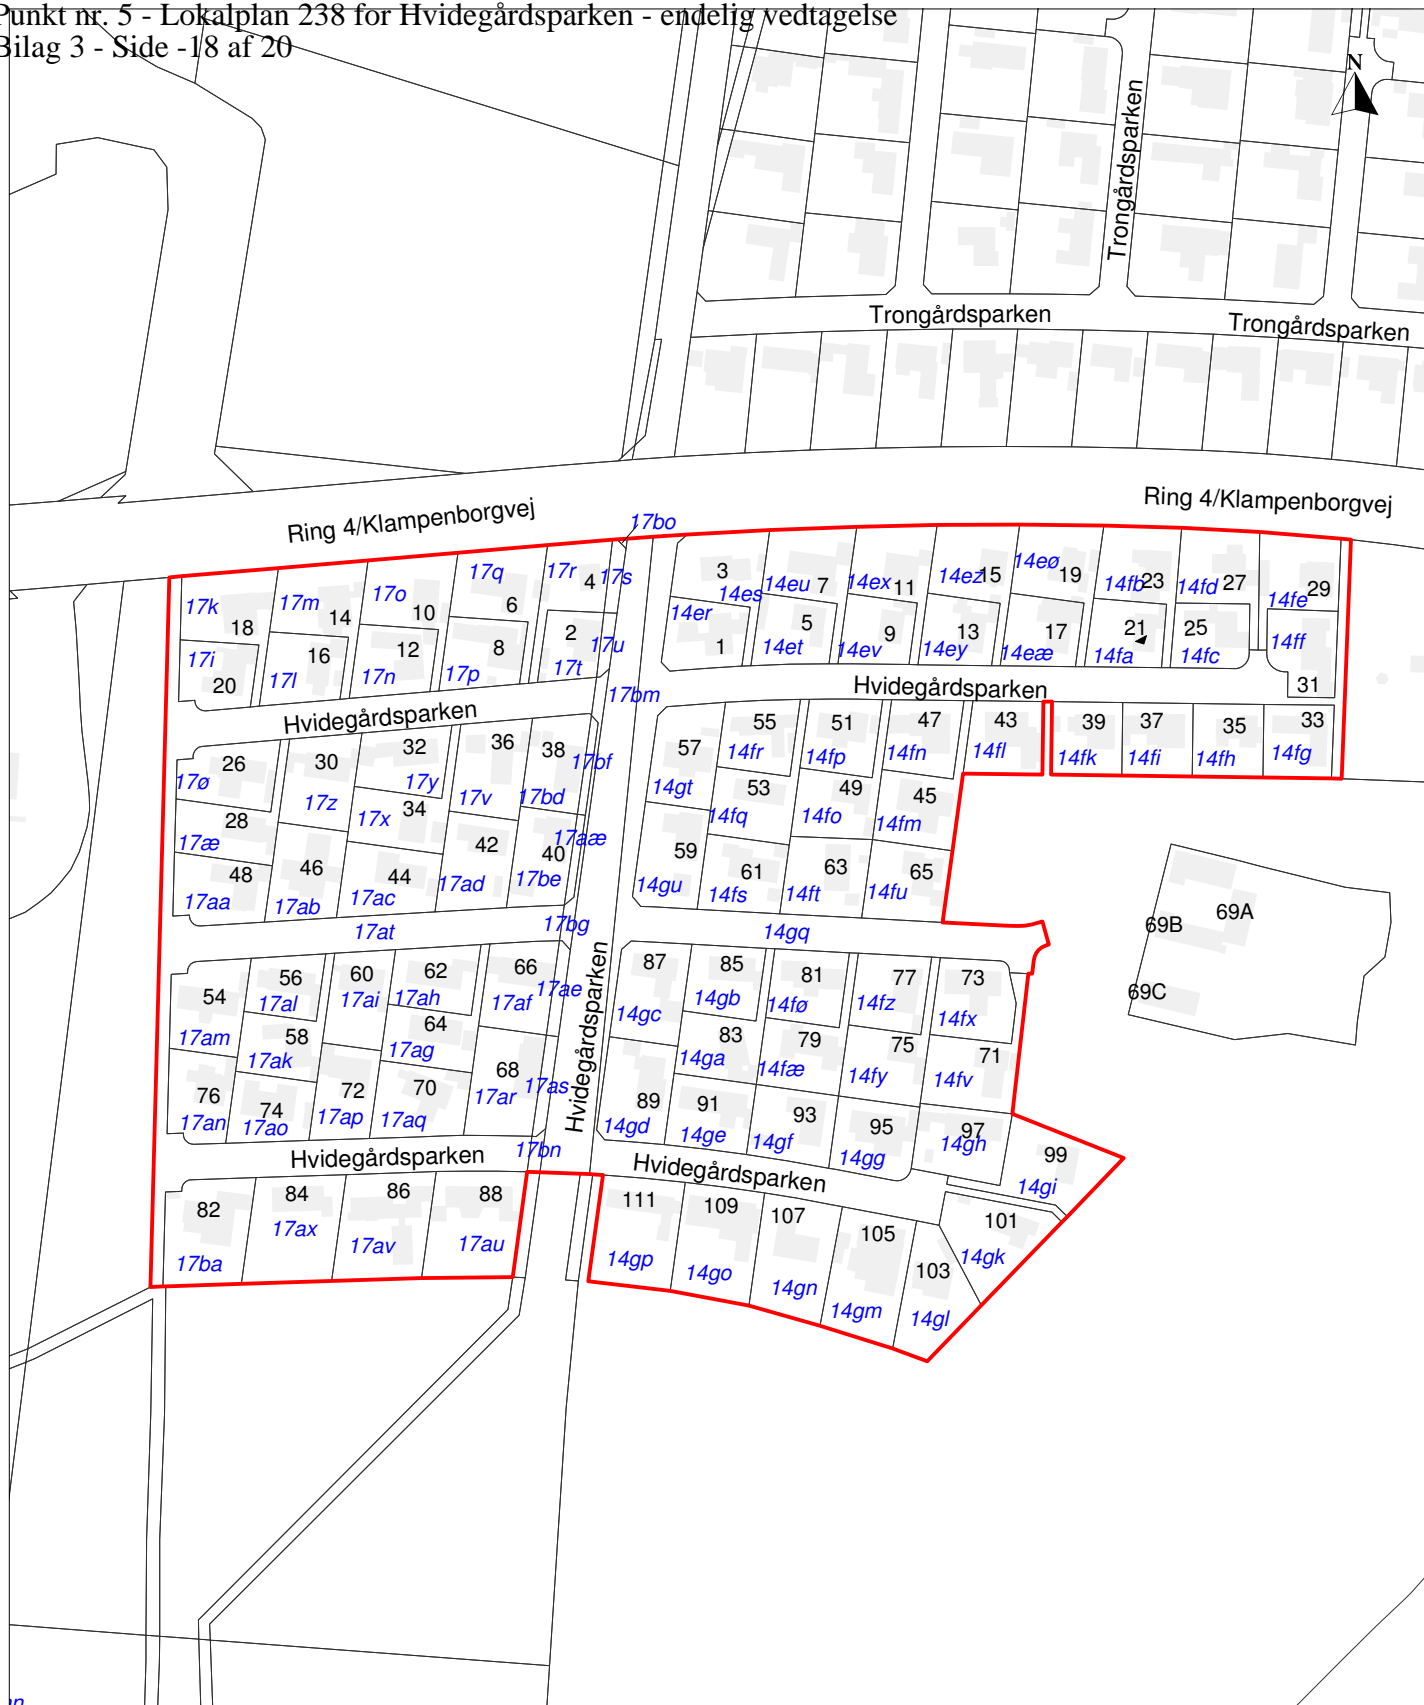 Punkt nr. 5 - Lokalplan 238 for Hvidegårdsparken - endelig vedtagelse
Bilag 3 - Side -18 af 20
N
Trongårdsparken
Trongårdsparken
Trongårdsparken
Ring 4/Klampenborgvej
Ring 4/Klampenborgvej
17bo
17k
18
17m
14
17o
10
17q
6
17r
4
17s
3
14es
14eu
7
14ex
11
14ez
15
14eø
19
14fb
23
14fd
27
14fe
29
17i
20
16
17l
12
17n
8
17p
2
17t
17u
14er
1
5
14et
9
14ev
13
14ey
17
14eæ
21
14fa
25
14fc
14ff
31
17bm
Hvidegårdsparken
Hvidegårdsparken
26
17ø
30
17z
32
17y
36
17v
38
17bd
17bf
57
14gt
55
14fr
51
14fp
47
14fn
43
14fl
39
14fk
37
14fi
35
14fh
33
14fg
28
17æ
17x
34
53
14fq
49
14fo
45
14fm
48
17aa
46
17ab
44
17ac
42
17ad
40
17be
17aæ
59
14gu
61
14fs
63
14ft
65
14fu
17at
17bg
14gq
69A
69B
69C
54
17am
56
17al
60
17ai
62
17ah
66
17af
17ae
Hvidegårdsparken
87
14gc
85
14gb
81
14fø
77
14fz
73
14fx
58
17ak
64
17ag
83
14ga
79
14fæ
75
14fy
71
14fv
76
17an
74
17ao
72
17ap
70
17aq
68
17ar
17as
89
14gd
91
14ge
93
14gf
95
14gg
97
14gh
99
14gi
17bn
Hvidegårdsparken
Hvidegårdsparken
82
17ba
84
17ax
86
17av
88
17au
111
14gp
109
14go
107
14gn
105
14gm
103
14gl
101
14gk